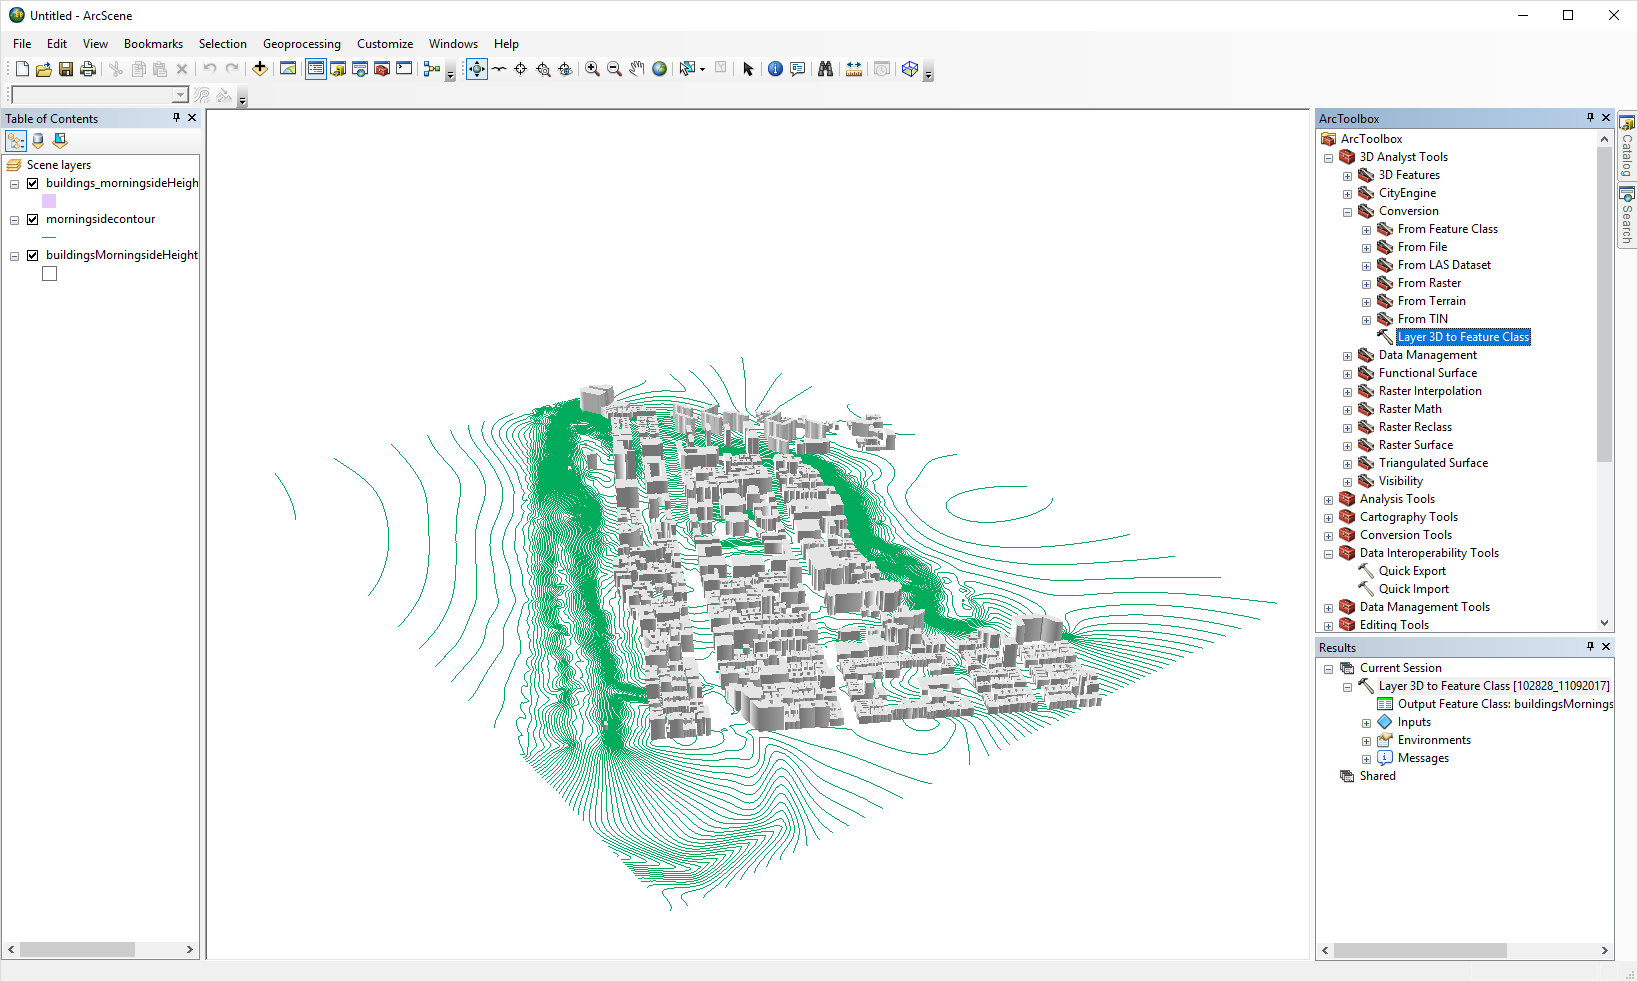 Untitled - ArcScene
File Edit View Bookmarks Selection Geoprocessing Customize Windows Help
Table of Contents
Scene layers
buildings_morningsideHeigh
morningsidecontour
buildingsMorningsideHeight
ArcToolbox
ArcToolbox
3D Analyst Tools
3D Features
CityEngine
Conversion
From Feature Class
From File
From LAS Dataset
From Raster
From Terrain
From TIN
Layer 3D to Feature Class
Data Management
Functional Surface
Raster Interpolation
Raster Math
Raster Reclass
Raster Surface
Triangulated Surface
Visibility
Analysis Tools
Cartography Tools
Conversion Tools
Data Interoperability Tools
Quick Export
Quick Import
Data Management Tools
Editing Tools
Catalog
Search
Results
Current Session
Layer 3D to Feature Class [102828_11092017]
Output Feature Class: buildingsMornings
Inputs
Environments
Messages
Shared